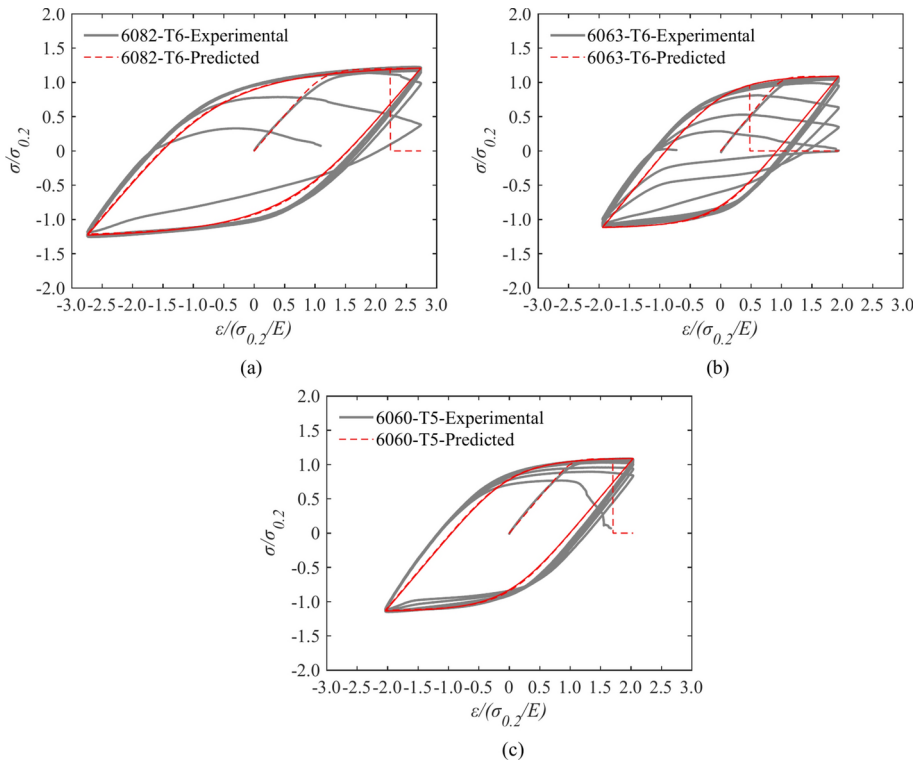 2.0
1.5
1.0
0.5
0
-0.5
-1.0
-1.5
-2.0
σ/σ0.2
6082-T6-Experimental
6082-T6-Predicted
-3.0-2.5-2.0-1.5-1.0-0.5 0 0.5 1.0 1.5 2.0 2.5 3.0
ε/(σ0.2/E)
(a)
2.0
1.5
1.0
0.5
0
-0.5
-1.0
-1.5
-2.0
σ/σ0.2
6063-T6-Experimental
6063-T6-Predicted
-3.0-2.5-2.0-1.5-1.0-0.5 0 0.5 1.0 1.5 2.0 2.5 3.0
ε/(σ0.2/E)
(b)
2.0
1.5
1.0
0.5
0
-0.5
-1.0
-1.5
-2.0
σ/σ0.2
6060-T5-Experimental
6060-T5-Predicted
-3.0-2.5-2.0-1.5-1.0-0.5 0 0.5 1.0 1.5 2.0 2.5 3.0
ε/(σ0.2/E)
(c)